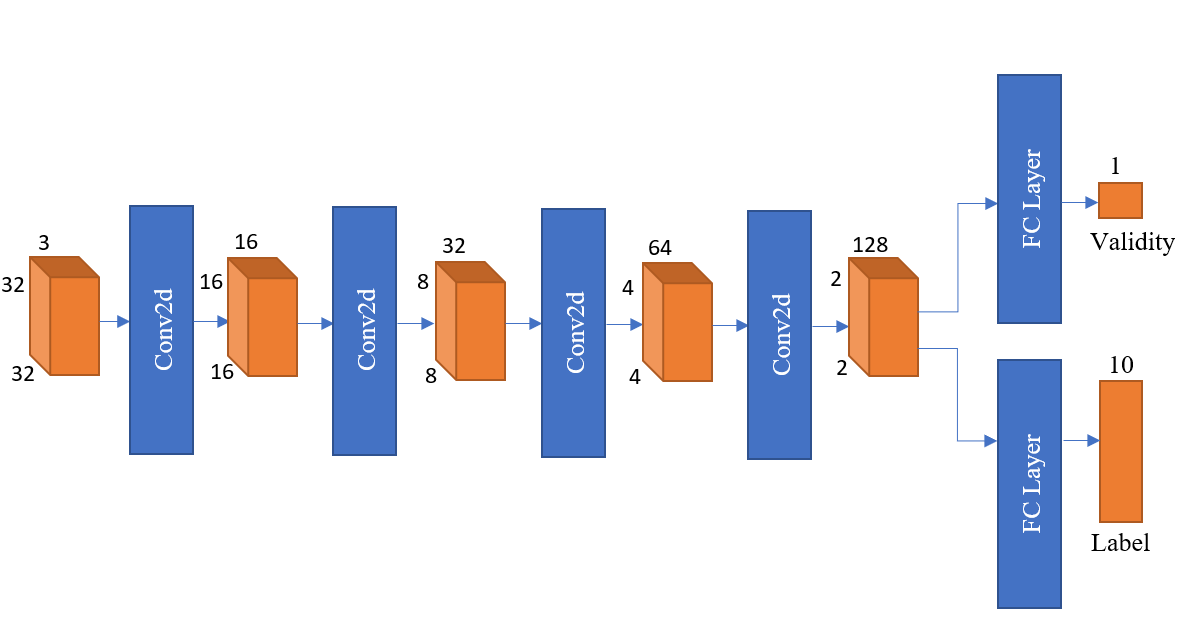 3
32
32
Conv2d
16
16
16
Conv2d
32
8
8
Conv2d
64
4
4
Conv2d
128
2
2
FC Layer
1
Validity
FC Layer
10
Label